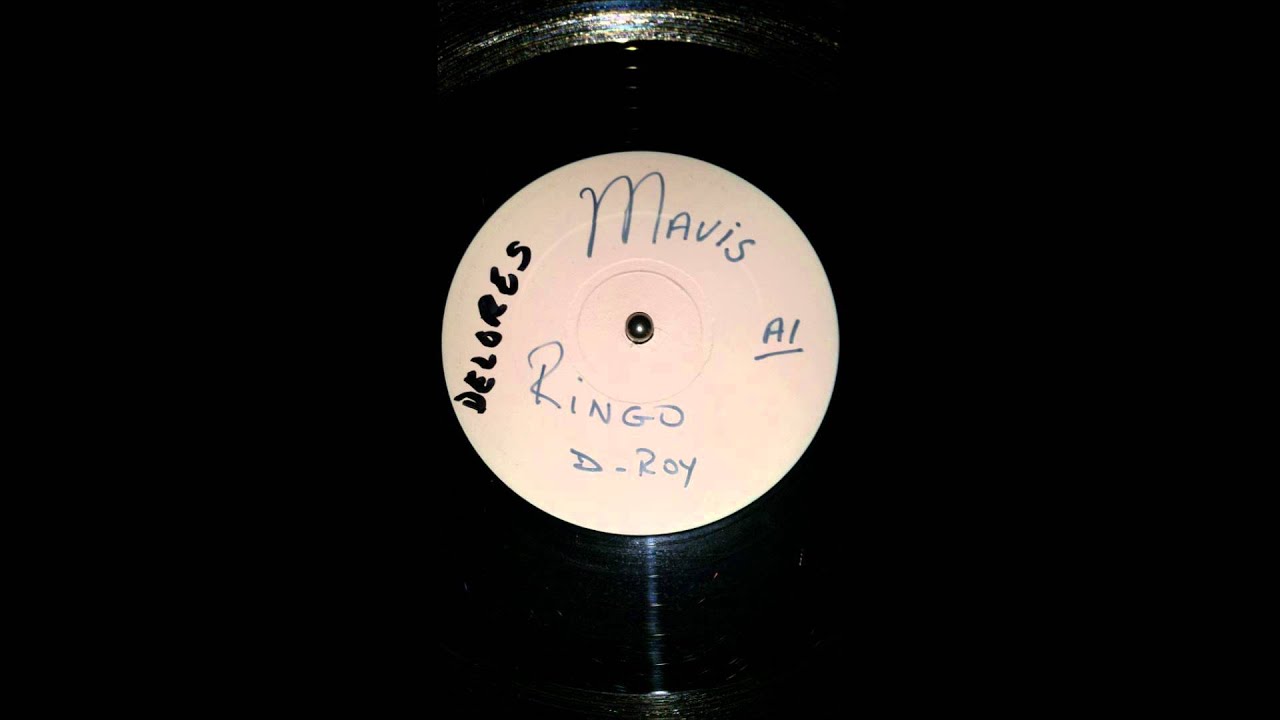 Mavis
DELORES
A1
Ringo
D-Roy